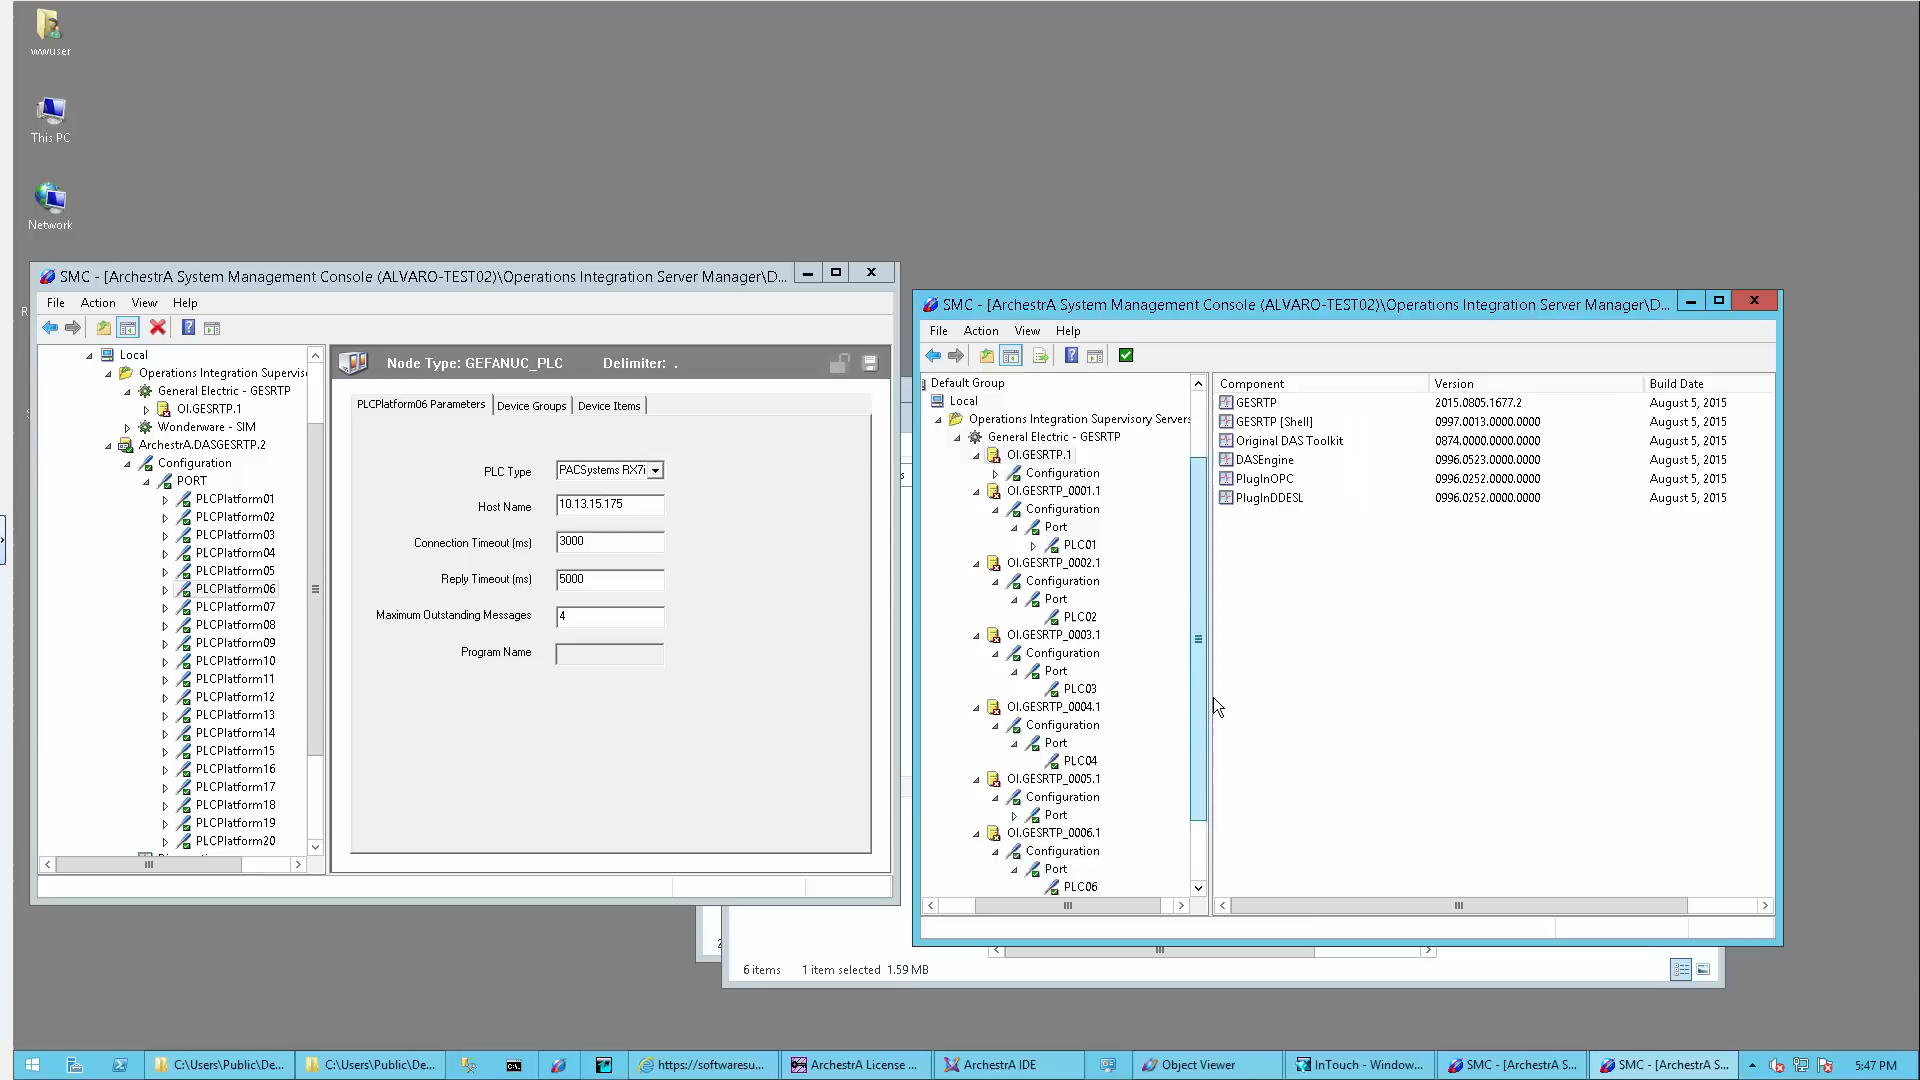 wwuser
This PC
Network
SMC - [ArchestrA System Management Console (ALVARO-TEST02)\Operations Integration Server Manager\D...
File Action View Help
Local
Operations Integration Supervis
General Electric - GESRTP
OI.GESRTP.1
Wonderware - SIM
ArchestrA.DASGESRTP.2
Configuration
PORT
PLCPlatform01
PLCPlatform02
PLCPlatform03
PLCPlatform04
PLCPlatform05
PLCPlatform06
PLCPlatform07
PLCPlatform08
PLCPlatform09
PLCPlatform10
PLCPlatform11
PLCPlatform12
PLCPlatform13
PLCPlatform14
PLCPlatform15
PLCPlatform16
PLCPlatform17
PLCPlatform18
PLCPlatform19
PLCPlatform20
Node Type: GEFANUC_PLC Delimiter: .
PLCPlatform06 Parameters Device Groups Device Items
PLC Type PACSystems RX7i
Host Name 10.13.15.175
Connection Timeout (ms) 3000
Reply Timeout (ms) 5000
Maximum Outstanding Messages 4
Program Name
SMC - [ArchestrA System Management Console (ALVARO-TEST02)\Operations Integration Server Manager\D...
File Action View Help
Default Group
Local
Operations Integration Supervisory Servers
General Electric - GESRTP
OI.GESRTP.1
Configuration
OI.GESRTP_0001.1
Configuration
Port
PLC01
OI.GESRTP_0002.1
Configuration
Port
PLC02
OI.GESRTP_0003.1
Configuration
Port
PLC03
OI.GESRTP_0004.1
Configuration
Port
PLC04
OI.GESRTP_0005.1
Configuration
Port
OI.GESRTP_0006.1
Configuration
Port
PLC06
Component Version Build Date
GESRTP 2015.0805.1677.2 August 5, 2015
GESRTP [Shell] 0997.0013.0000.0000 August 5, 2015
Original DAS Toolkit 0874.0000.0000.0000 August 5, 2015
DASEngine 0996.0523.0000.0000 August 5, 2015
PlugInOPC 0996.0252.0000.0000 August 5, 2015
PlugInDDESL 0996.0252.0000.0000 August 5, 2015
6 items 1 item selected 1.59 MB
C:\Users\Public\De... C:\Users\Public\De... https://softwaresu... ArchestrA License ... ArchestrA IDE Object Viewer InTouch - Window... SMC - [ArchestrA S... SMC - [ArchestrA S... 5:47 PM